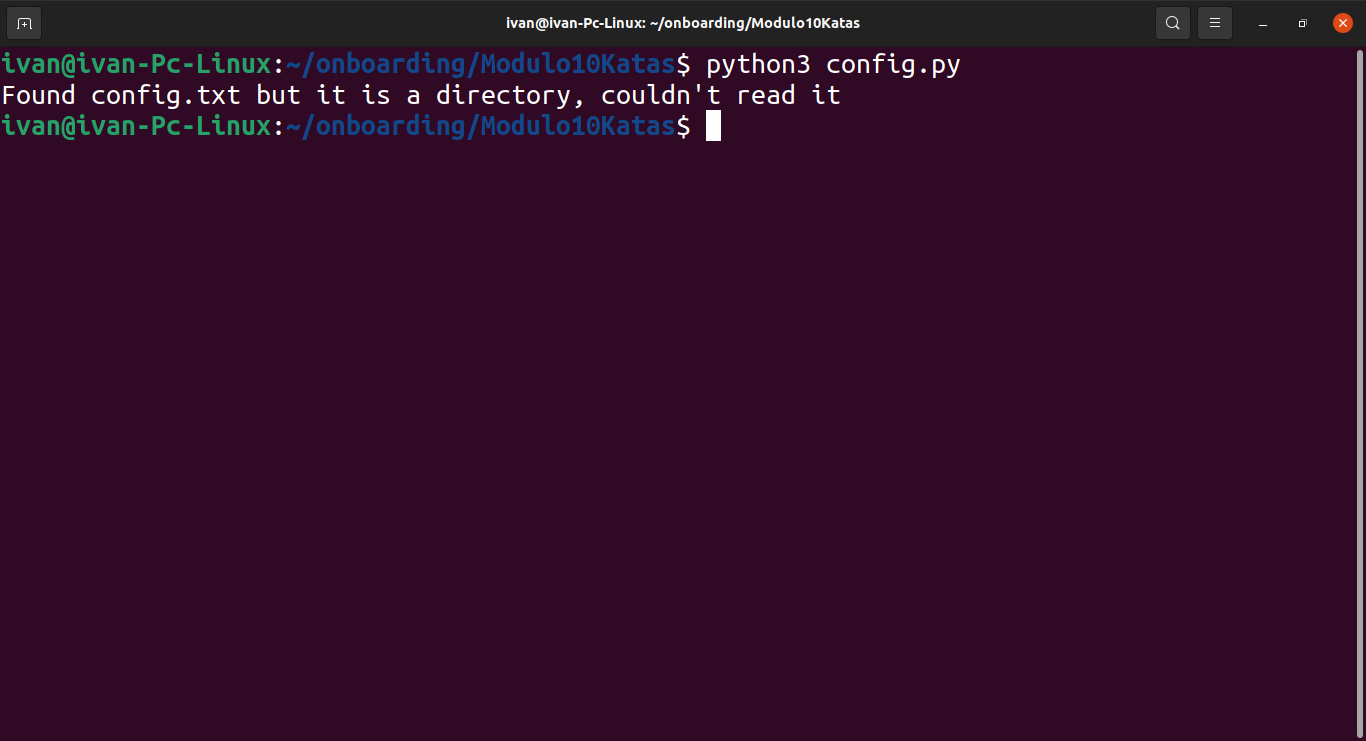 ivan@ivan-Pc-Linux: ~/onboarding/Modulo10Katas
ivan@ivan-Pc-Linux:~/onboarding/Modulo10Katas$ python3 config.py
Found config.txt but it is a directory, couldn't read it
ivan@ivan-Pc-Linux:~/onboarding/Modulo10Katas$